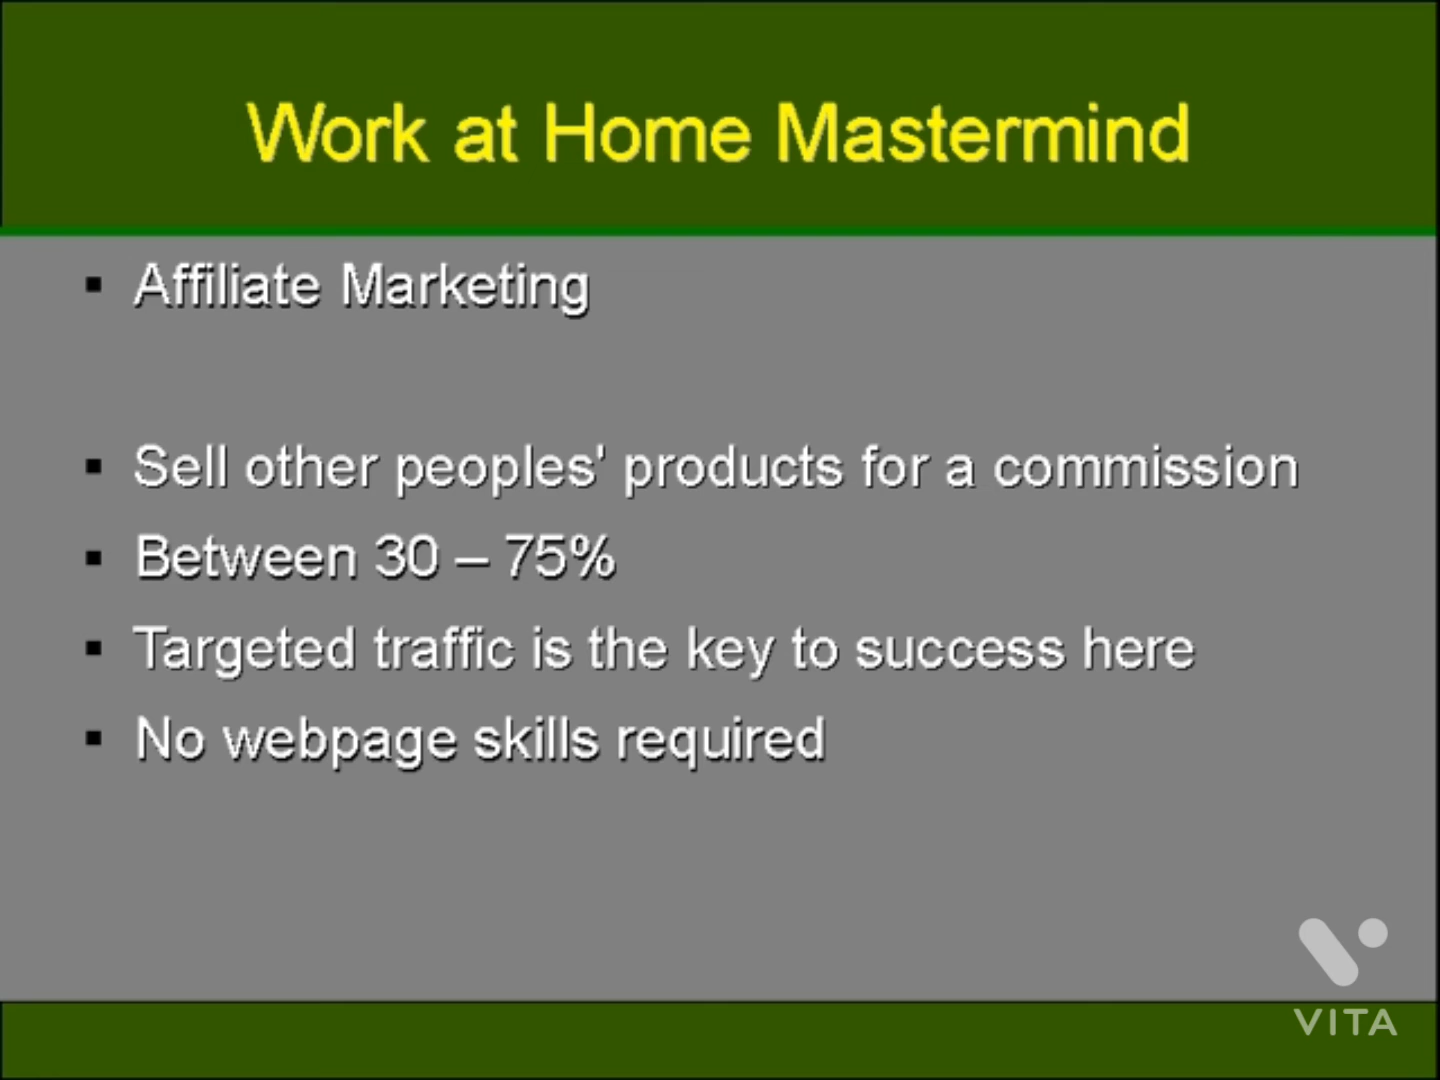 Work at Home Mastermind
▪ Affiliate Marketing
▪ Sell other peoples' products for a commission
▪ Between 30 – 75%
▪ Targeted traffic is the key to success here
▪ No webpage skills required
VITA